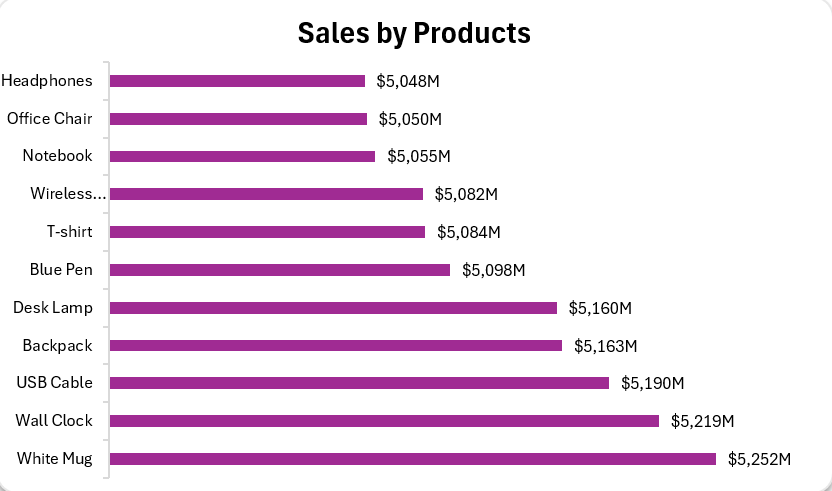 Sales by Products
Headphones $5,048M
Office Chair $5,050M
Notebook $5,055M
Wireless... $5,082M
T-shirt $5,084M
Blue Pen $5,098M
Desk Lamp $5,160M
Backpack $5,163M
USB Cable $5,190M
Wall Clock $5,219M
White Mug $5,252M